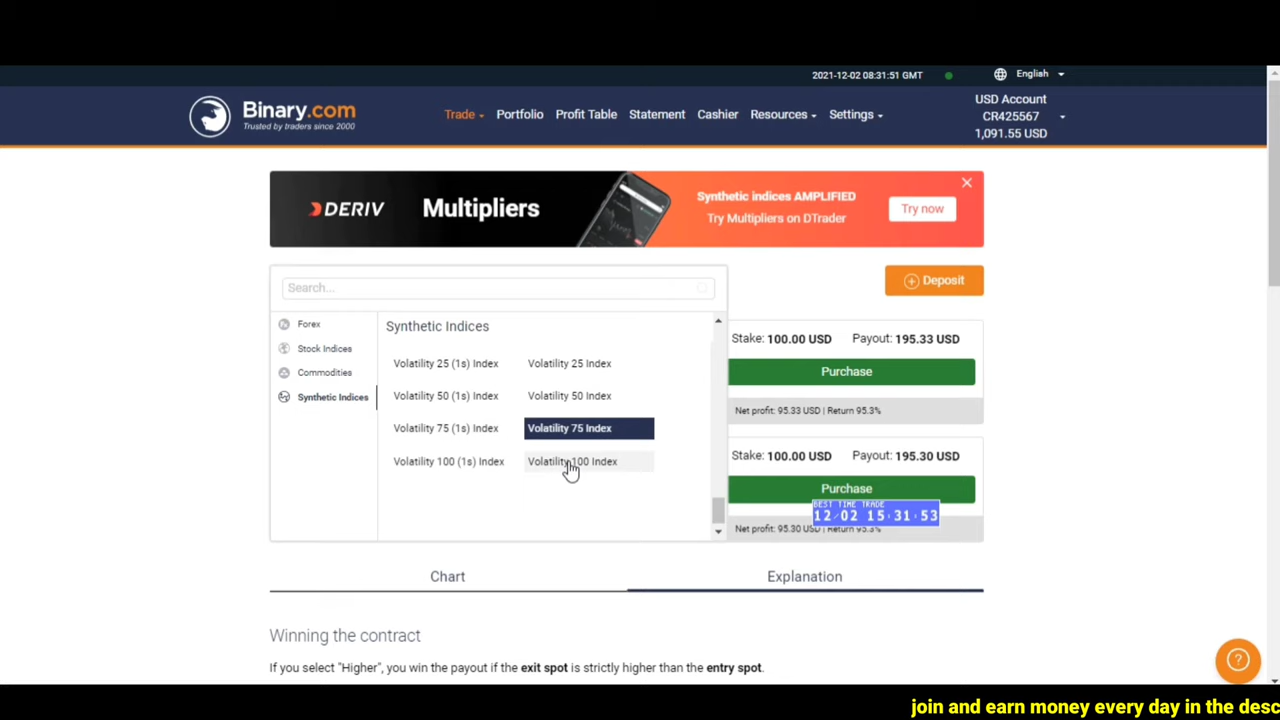 2021-12-02 08:31:51 GMT
English
Binary.com
Trusted by traders since 2000
Trade
Portfolio
Profit Table
Statement
Cashier
Resources
Settings
USD Account
CR425567
1,091.55 USD
DERIV
Multipliers
Synthetic indices AMPLIFIED
Try Multipliers on DTrader
Try now
Search...
Deposit
Forex
Stock Indices
Commodities
Synthetic Indices
Synthetic Indices
Volatility 25 (1s) Index
Volatility 25 Index
Volatility 50 (1s) Index
Volatility 50 Index
Volatility 75 (1s) Index
Volatility 75 Index
Volatility 100 (1s) Index
Volatility 100 Index
Stake: 100.00 USD
Payout: 195.33 USD
Purchase
Net profit: 95.33 USD | Return 95.3%
Stake: 100.00 USD
Payout: 195.30 USD
Purchase
BEST TIME TRADE
12/02 15:31:53
Net profit: 95.30 USD | Return 95.3%
Chart
Explanation
Winning the contract
If you select "Higher", you win the payout if the exit spot is strictly higher than the entry spot.
?
join and earn money every day in the desc